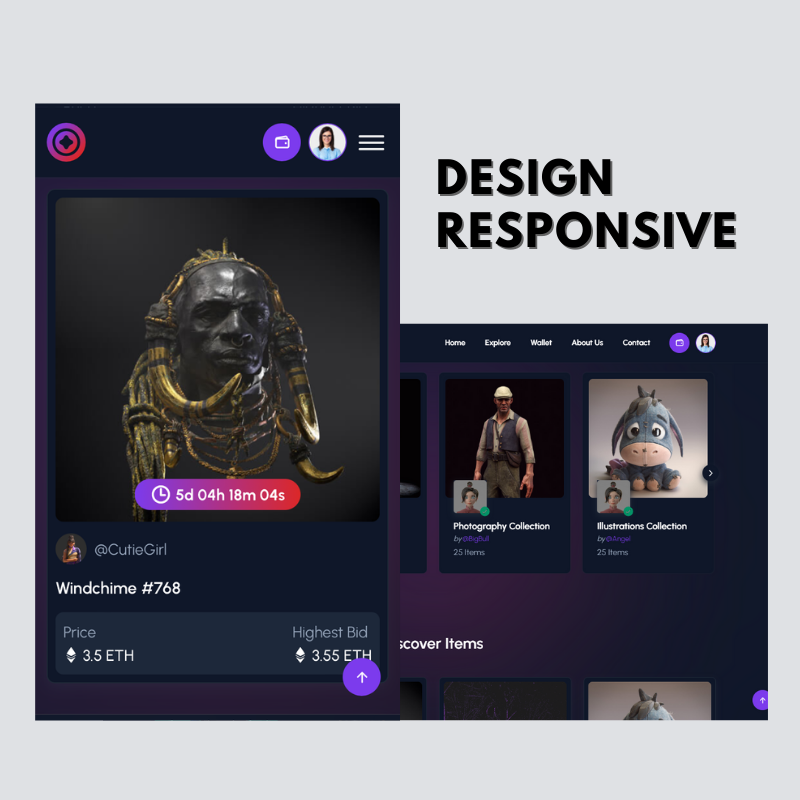 5d 04h 18m 04s
@CutieGirl
Windchime #768
Price
Highest Bid
3.5 ETH
3.55 ETH
DESIGN
RESPONSIVE
Home Explore Wallet About Us Contact
Photography Collection
by @BigBull
25 Items
Illustrations Collection
by @Angel
25 Items
scover Items